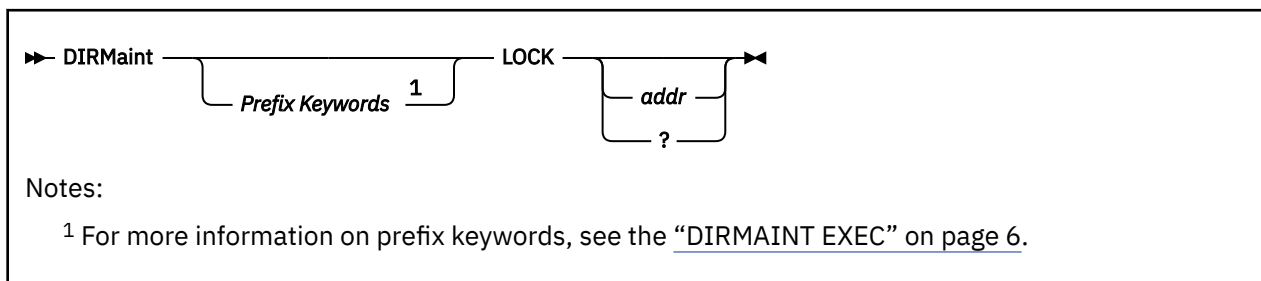 DIRMaint Prefix Keywords 1 LOCK addr ?
Notes:
1 For more information on prefix keywords, see the “DIRMAINT EXEC” on page 6.